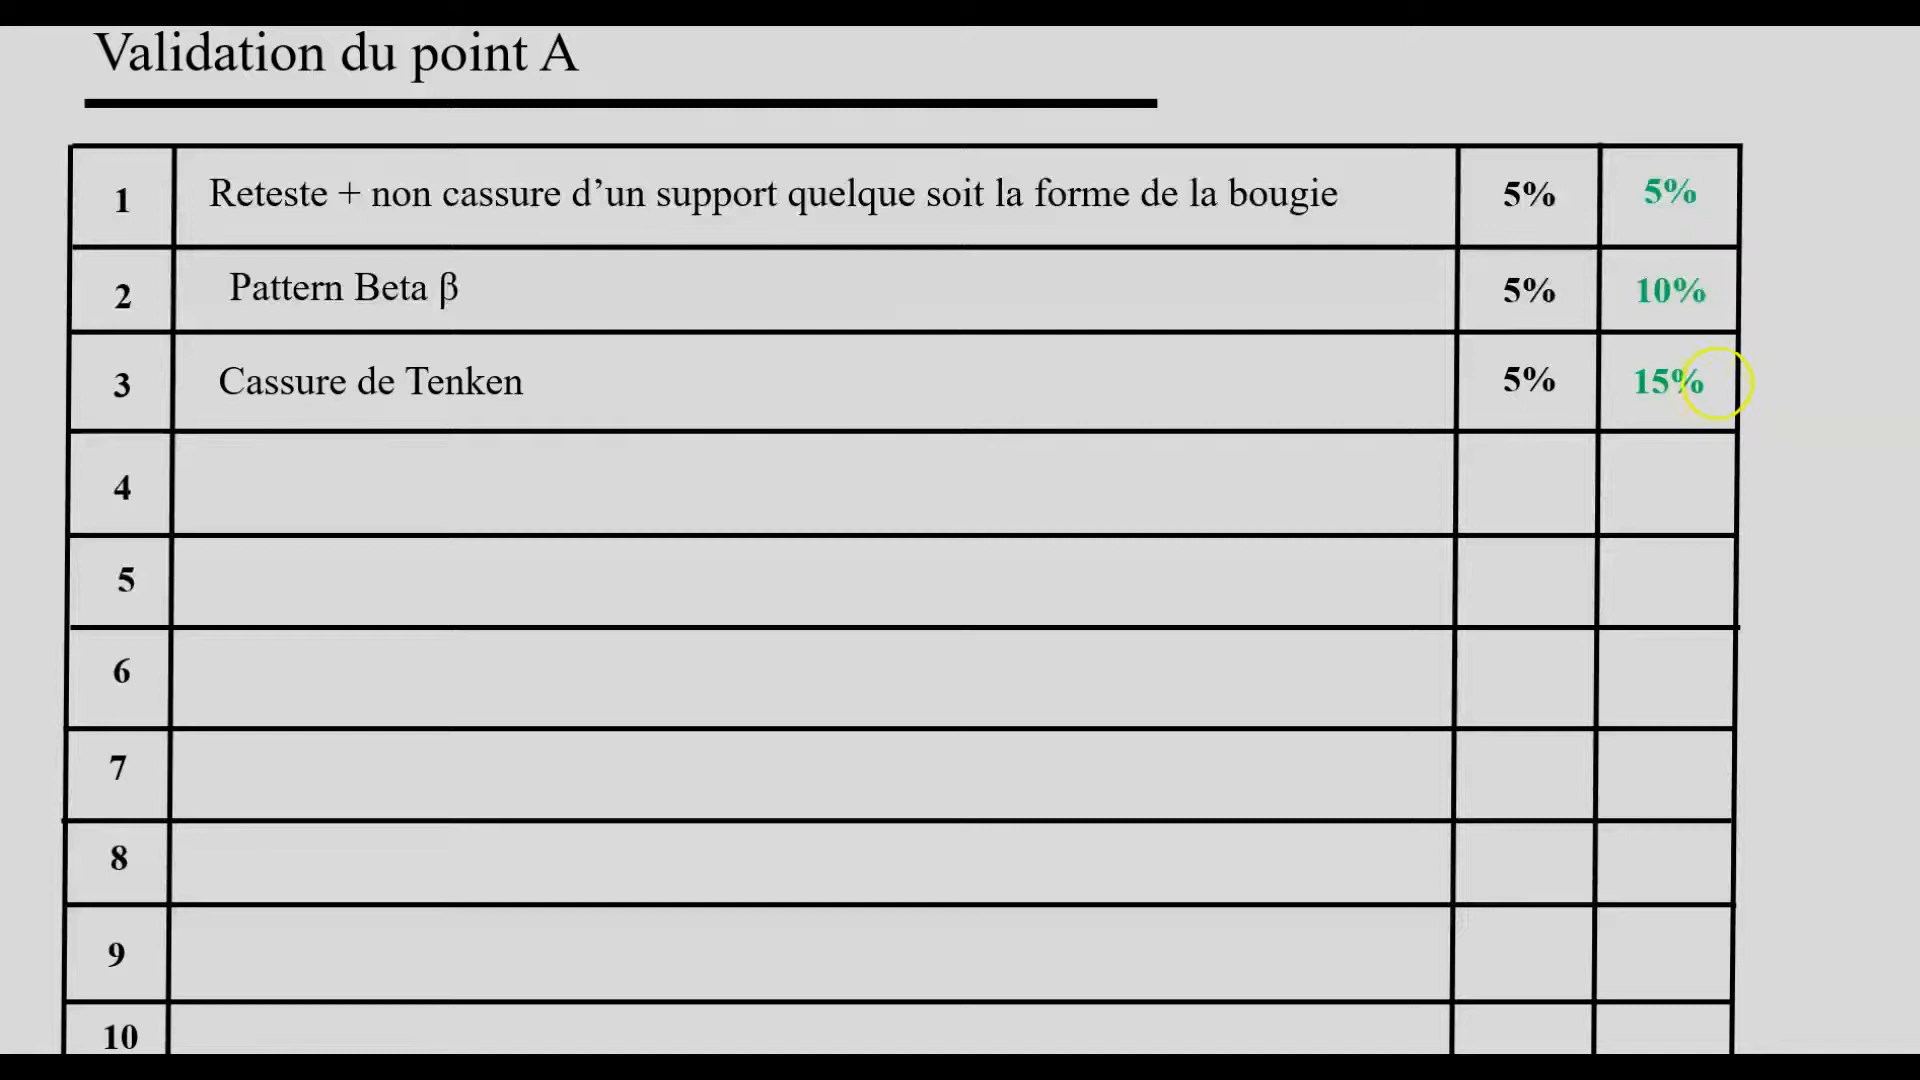 Validation du point A
1 Reteste + non cassure d’un support quelque soit la forme de la bougie 5% 5%
2 Pattern Beta β 5% 10%
3 Cassure de Tenken 5% 15%
4
5
6
7
8
9
10